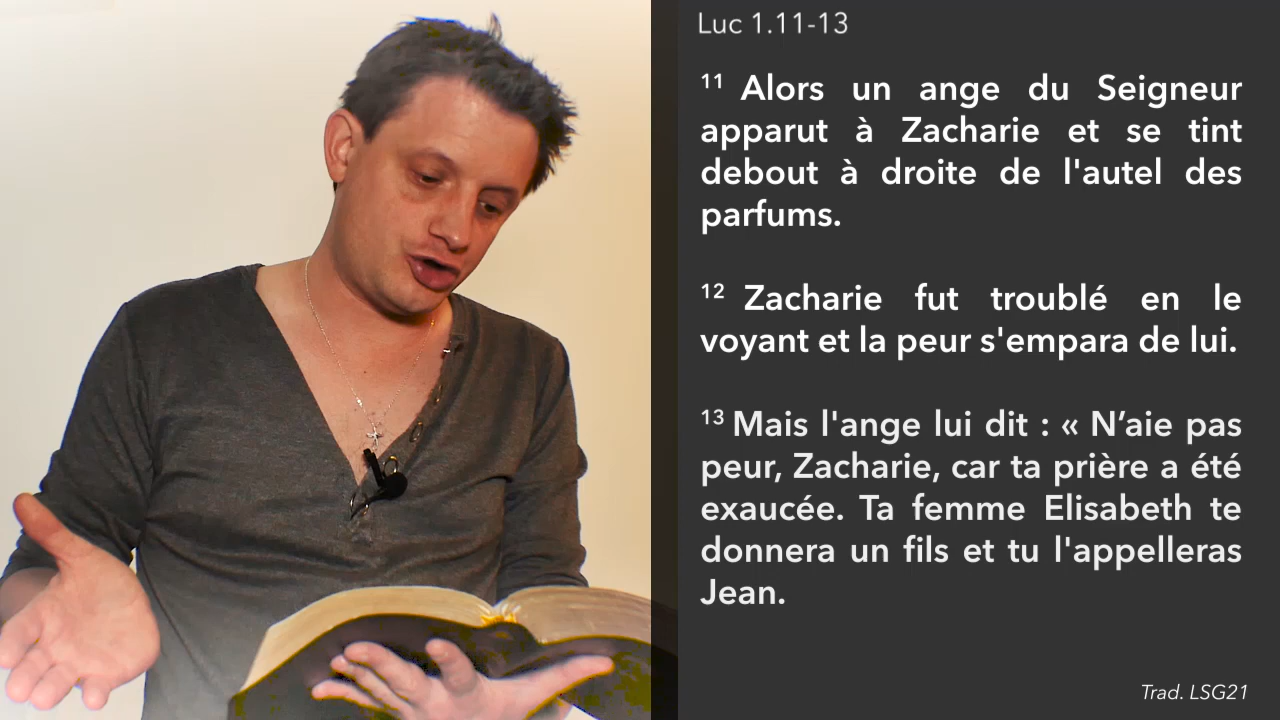 Luc 1.11-13
¹¹ Alors un ange du Seigneur
apparut à Zacharie et se tint
debout à droite de l'autel des
parfums.
¹² Zacharie fut troublé en le
voyant et la peur s'empara de lui.
¹³ Mais l'ange lui dit : « N’aie pas
peur, Zacharie, car ta prière a été
exaucée. Ta femme Elisabeth te
donnera un fils et tu l'appelleras
Jean.
Trad. LSG21